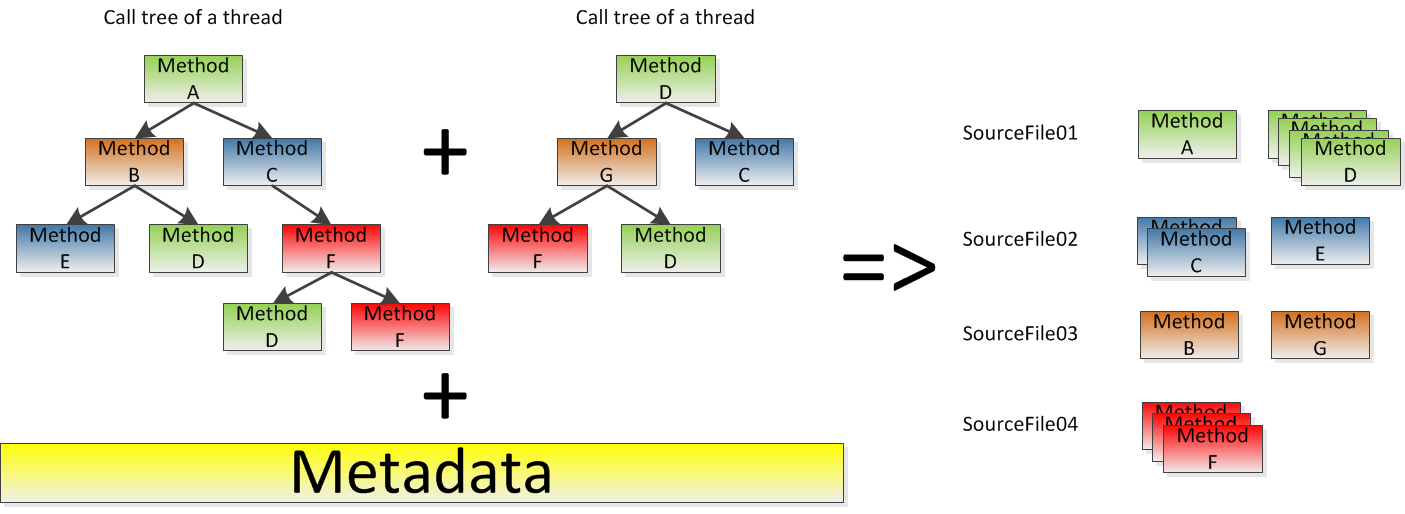 Call tree of a thread
Call tree of a thread
Method
A
Method
D
Method
B
Method
C
+
Method
G
Method
C
Method
E
Method
D
Method
F
Method
F
Method
D
Method
D
Method
F
+
Metadata
=>
SourceFile01
Method
A
Method
Method
Method
Method
D
SourceFile02
Method
Method
C
Method
E
SourceFile03
Method
B
Method
G
SourceFile04
Method
Method
Method
F